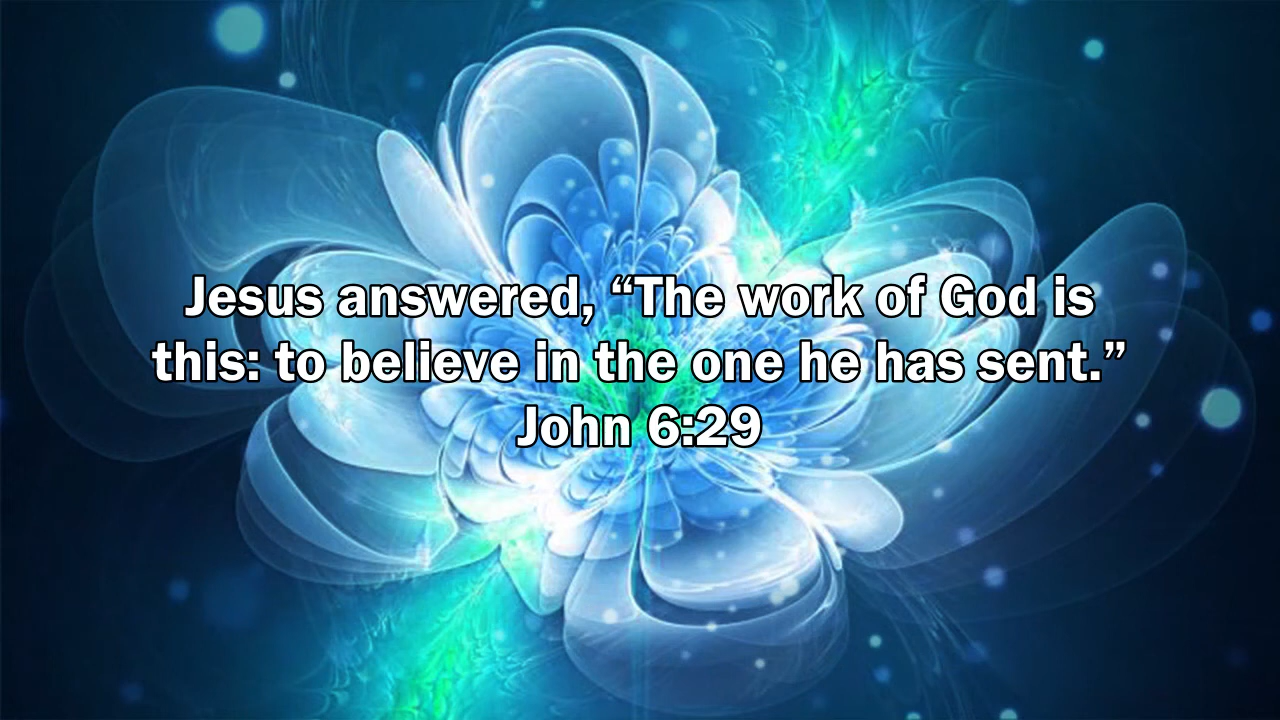 Jesus answered, “The work of God is
this: to believe in the one he has sent.”
John 6:29